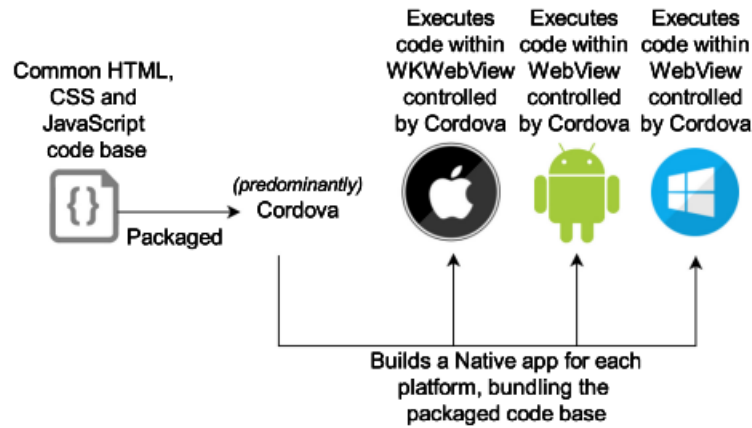 Common HTML,
CSS and
JavaScript
code base
{}
Packaged
(predominantly)
Cordova
Executes
code within
WKWebView
controlled
by Cordova
Executes
code within
WebView
controlled
by Cordova
Executes
code within
WebView
controlled
by Cordova
Builds a Native app for each
platform, bundling the
packaged code base